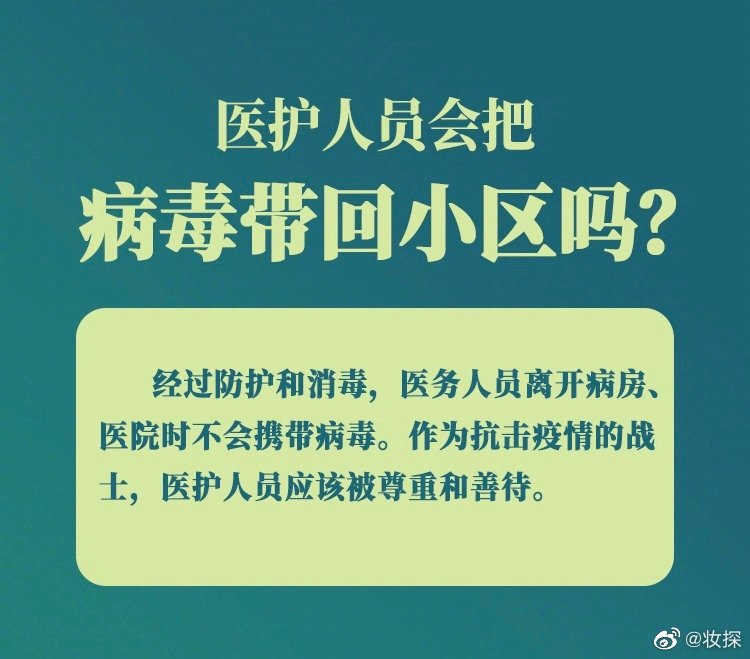 医护人员会把
病毒带回小区吗？
经过防护和消毒，医务人员离开病房、
医院时不会携带病毒。作为抗击疫情的战
士，医护人员应该被尊重和善待。
@妆探